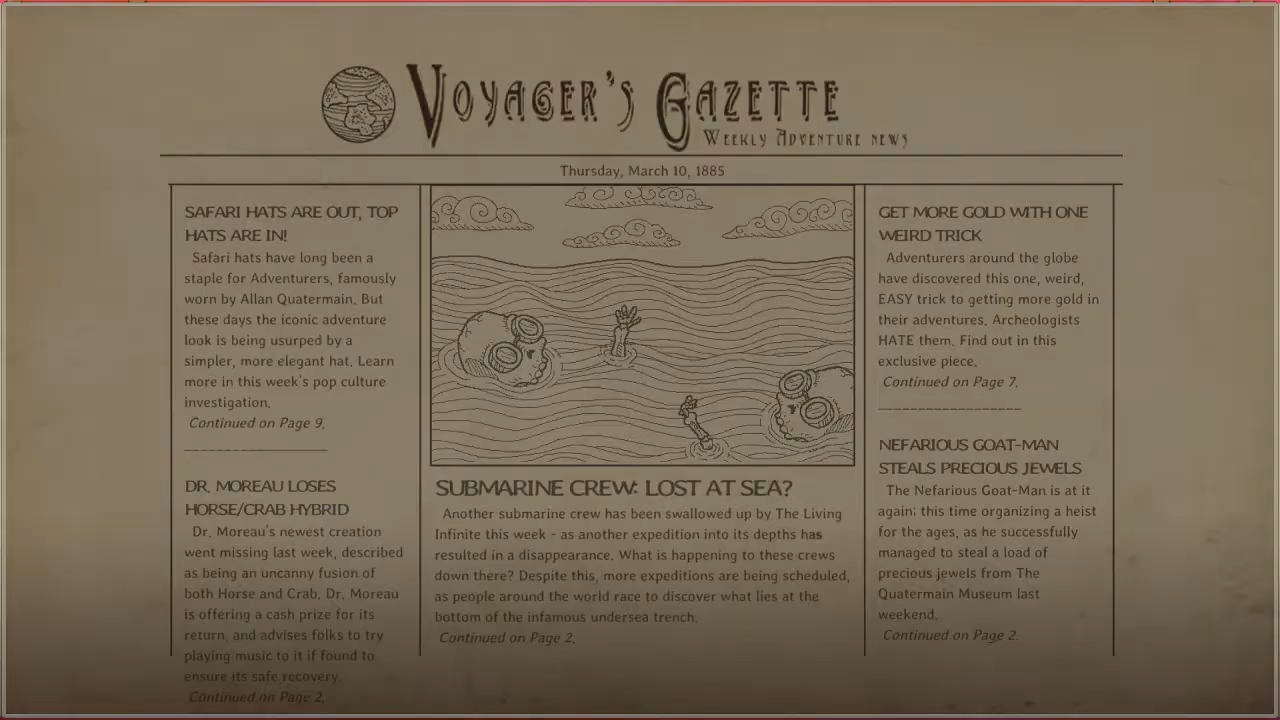 VOYAGER'S GAZETTE
WEEKLY ADVENTURE NEWS
Thursday, March 10, 1885
SAFARI HATS ARE OUT, TOP
HATS ARE IN!
Safari hats have long been a
staple for Adventurers, famously
worn by Allan Quatermain. But
these days the iconic adventure
look is being usurped by a
simpler, more elegant hat. Learn
more in this week's pop culture
investigation.
Continued on Page 9.
DR. MOREAU LOSES
HORSE/CRAB HYBRID
Dr. Moreau's newest creation
went missing last week, described
as being an uncanny fusion of
both Horse and Crab. Dr. Moreau
is offering a cash prize for its
return, and advises folks to try
playing music to it if found to
ensure its safe recovery.
Continued on Page 2.
SUBMARINE CREW: LOST AT SEA?
Another submarine crew has been swallowed up by The Living
Infinite this week - as another expedition into its depths has
resulted in a disappearance. What is happening to these crews
down there? Despite this, more expeditions are being scheduled,
as people around the world race to discover what lies at the
bottom of the infamous undersea trench.
Continued on Page 2.
GET MORE GOLD WITH ONE
WEIRD TRICK
Adventurers around the globe
have discovered this one, weird,
EASY trick to getting more gold in
their adventures. Archeologists
HATE them. Find out in this
exclusive piece.
Continued on Page 7.
NEFARIOUS GOAT-MAN
STEALS PRECIOUS JEWELS
The Nefarious Goat-Man is at it
again; this time organizing a heist
for the ages, as he successfully
managed to steal a load of
precious jewels from The
Quatermain Museum last
weekend.
Continued on Page 2.